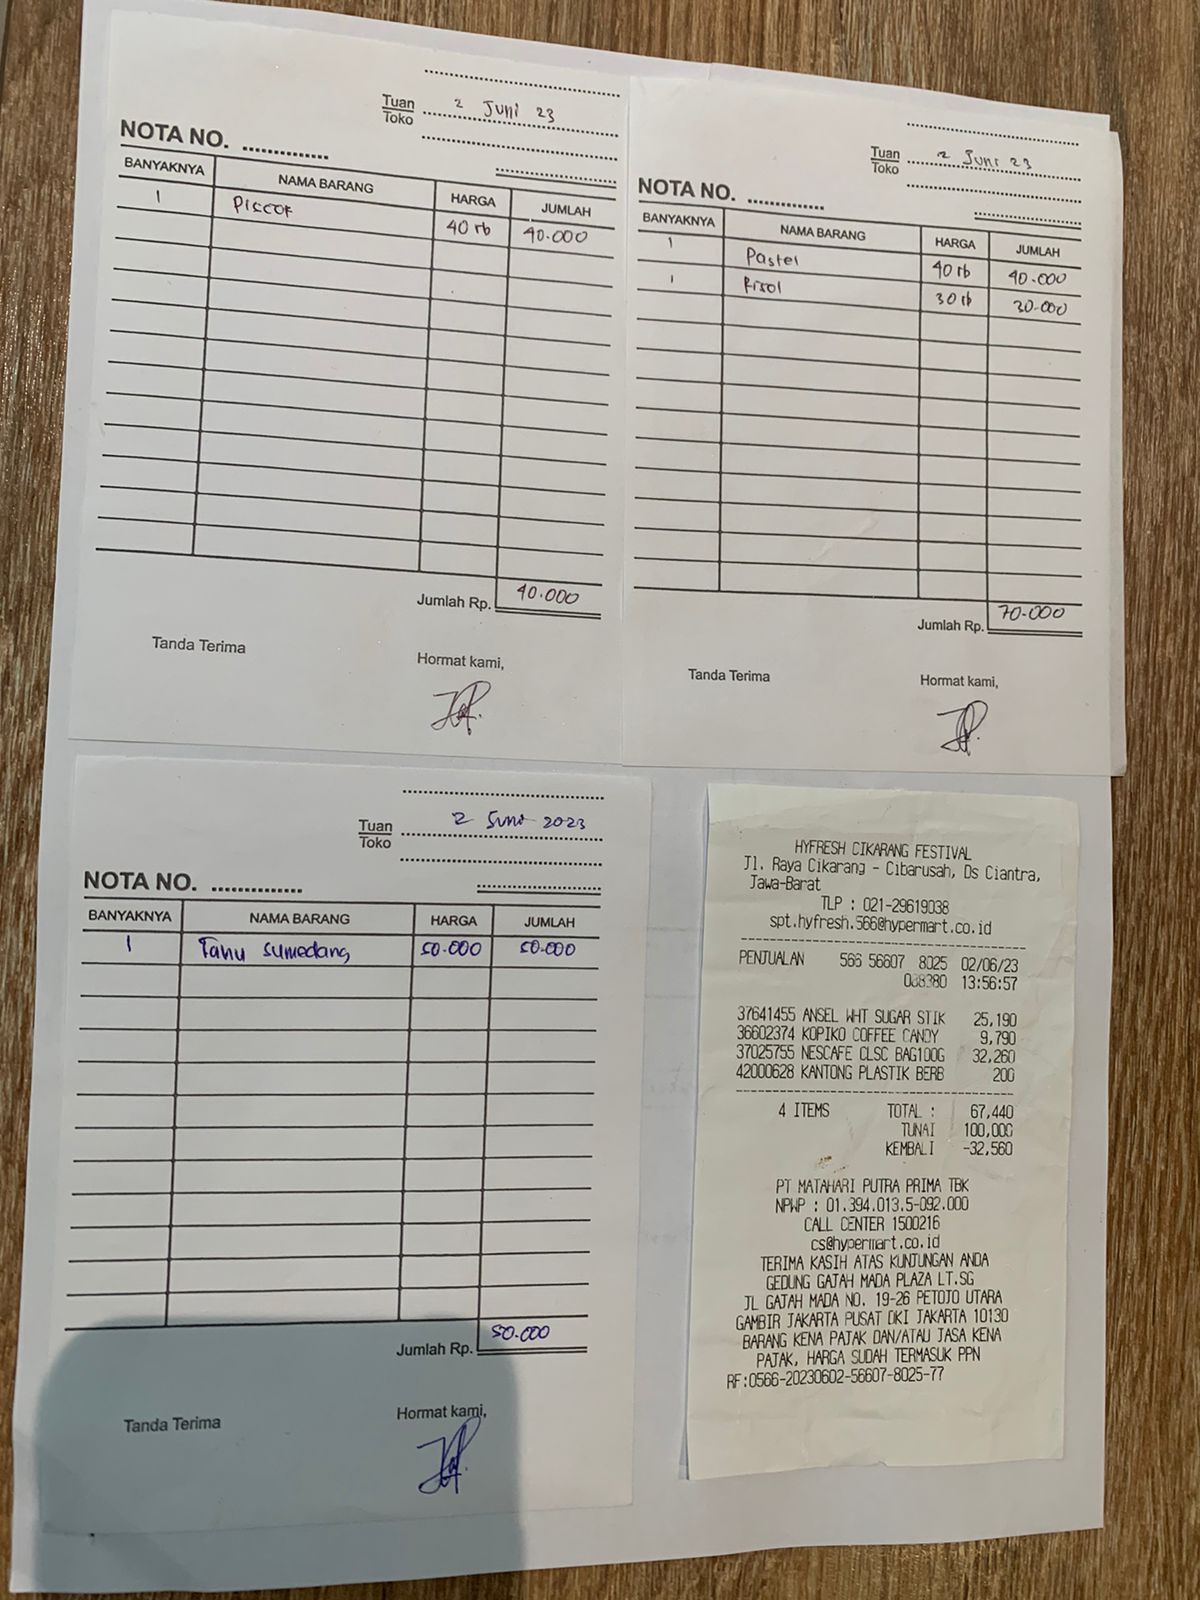 Tuan
Toko
2 Juni 23
NOTA NO.
BANYAKNYA NAMA BARANG HARGA JUMLAH
1 Piscok 40 rb 40.000
Jumlah Rp. 40.000
Tanda Terima Hormat kami,
Tuan
Toko
2 Juni 23
NOTA NO.
BANYAKNYA NAMA BARANG HARGA JUMLAH
1 Pastel 40 rb 40.000
1 Risol 30 rb 30.000
Jumlah Rp. 70.000
Tanda Terima Hormat kami,
Tuan
Toko
2 Juni 2023
NOTA NO.
BANYAKNYA NAMA BARANG HARGA JUMLAH
1 Tahu sumedang 50.000 50.000
Jumlah Rp. 50.000
Tanda Terima Hormat kami,
HYFRESH CIKARANG FESTIVAL
Jl. Raya Cikarang - Cibarusah, Ds Ciantra,
Jawa-Barat
TLP : 021-29619038
spt.hyfresh.566@hypermart.co.id
PENJUALAN 566 56607 8025 02/06/23
088380 13:56:57
37641455 ANSEL WHT SUGAR STIK 25,190
36602374 KOPIKO COFFEE CANDY 9,790
37025755 NESCAFE CLSC BAG100G 32,260
42000628 KANTONG PLASTIK BERB 200
4 ITEMS TOTAL : 67,440
TUNAI 100,000
KEMBALI -32,560
PT MATAHARI PUTRA PRIMA TBK
NPWP : 01.394.013.5-092.000
CALL CENTER 1500216
cs@hypermart.co.id
TERIMA KASIH ATAS KUNJUNGAN ANDA
GEDUNG GAJAH MADA PLAZA LT.SG
JL GAJAH MADA NO. 19-26 PETOJO UTARA
GAMBIR JAKARTA PUSAT DKI JAKARTA 10130
BARANG KENA PAJAK DAN/ATAU JASA KENA
PAJAK, HARGA SUDAH TERMASUK PPN
RF:0566-20230602-56607-8025-77